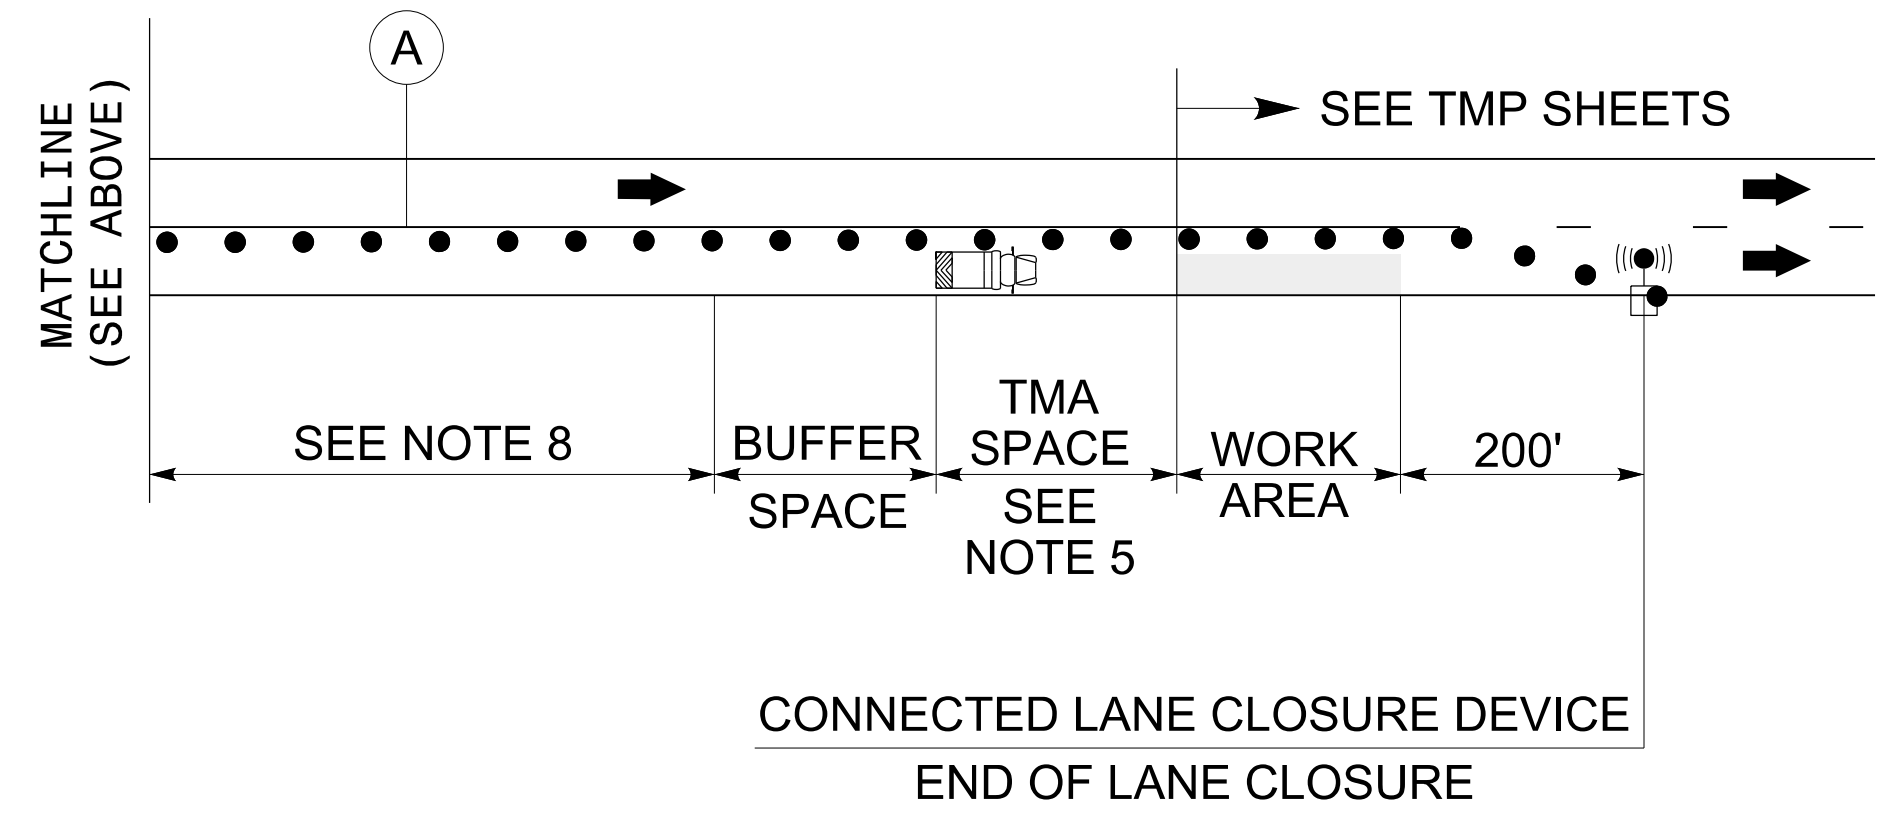 A
SEE TMP SHEETS
MATCHLINE
(SEE ABOVE)
SEE NOTE 8
BUFFER
SPACE
TMA
SPACE
SEE
NOTE 5
WORK
AREA
200'
CONNECTED LANE CLOSURE DEVICE
END OF LANE CLOSURE